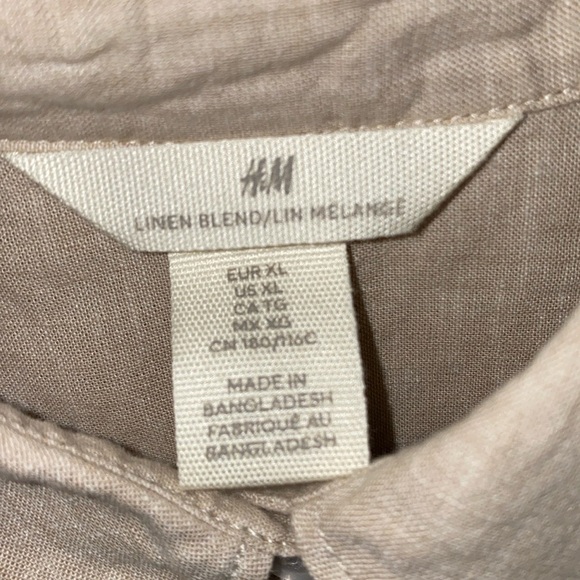 H&M
LINEN BLEND/LIN MÉLANGÉ
EUR XL
US XL
CA TG
MX XG
CN 180/116C
MADE IN
BANGLADESH
FABRIQUÉ AU
BANGLADESH